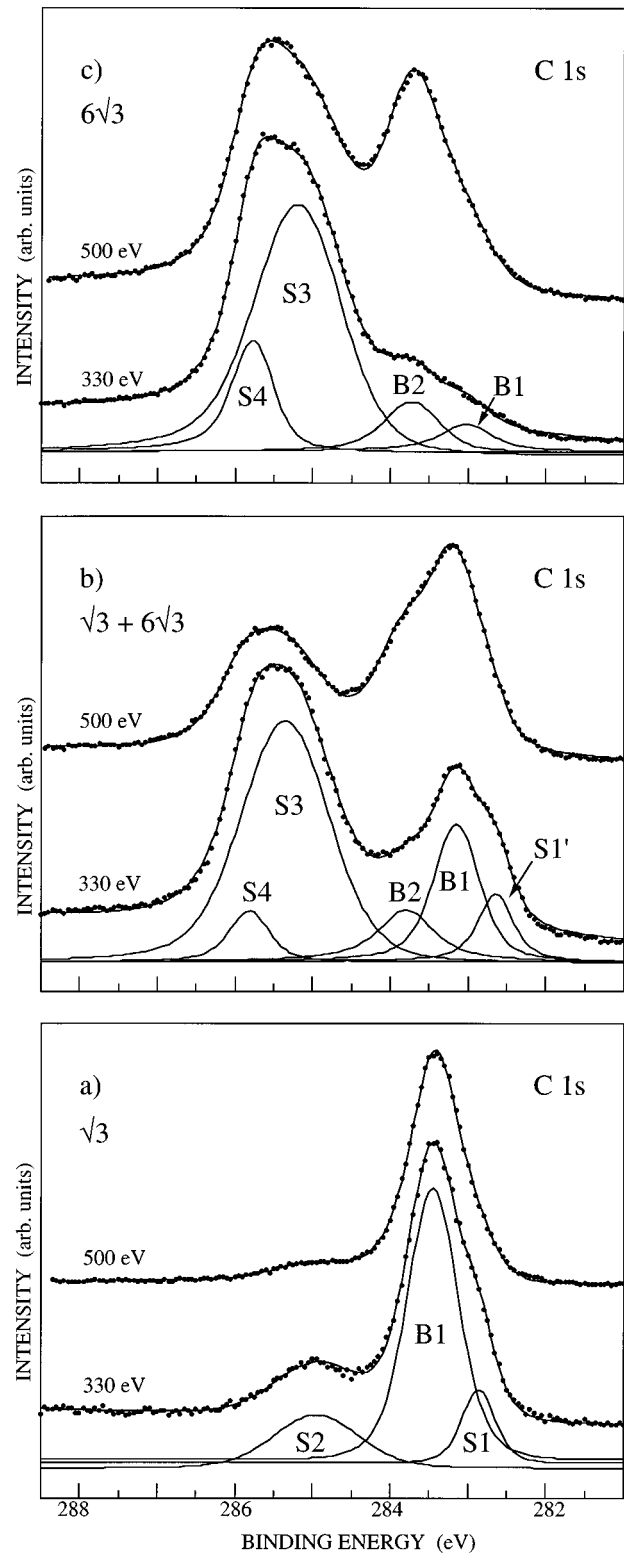 c)
C 1s
6√3
500 eV
S3
330 eV
B2
B1
S4
INTENSITY (arb. units)
b)
C 1s
√3 + 6√3
500 eV
S3
S1'
330 eV
S4
B2
B1
INTENSITY (arb. units)
a)
C 1s
√3
500 eV
B1
330 eV
S2
S1
INTENSITY (arb. units)
288 286 284 282
BINDING ENERGY (eV)